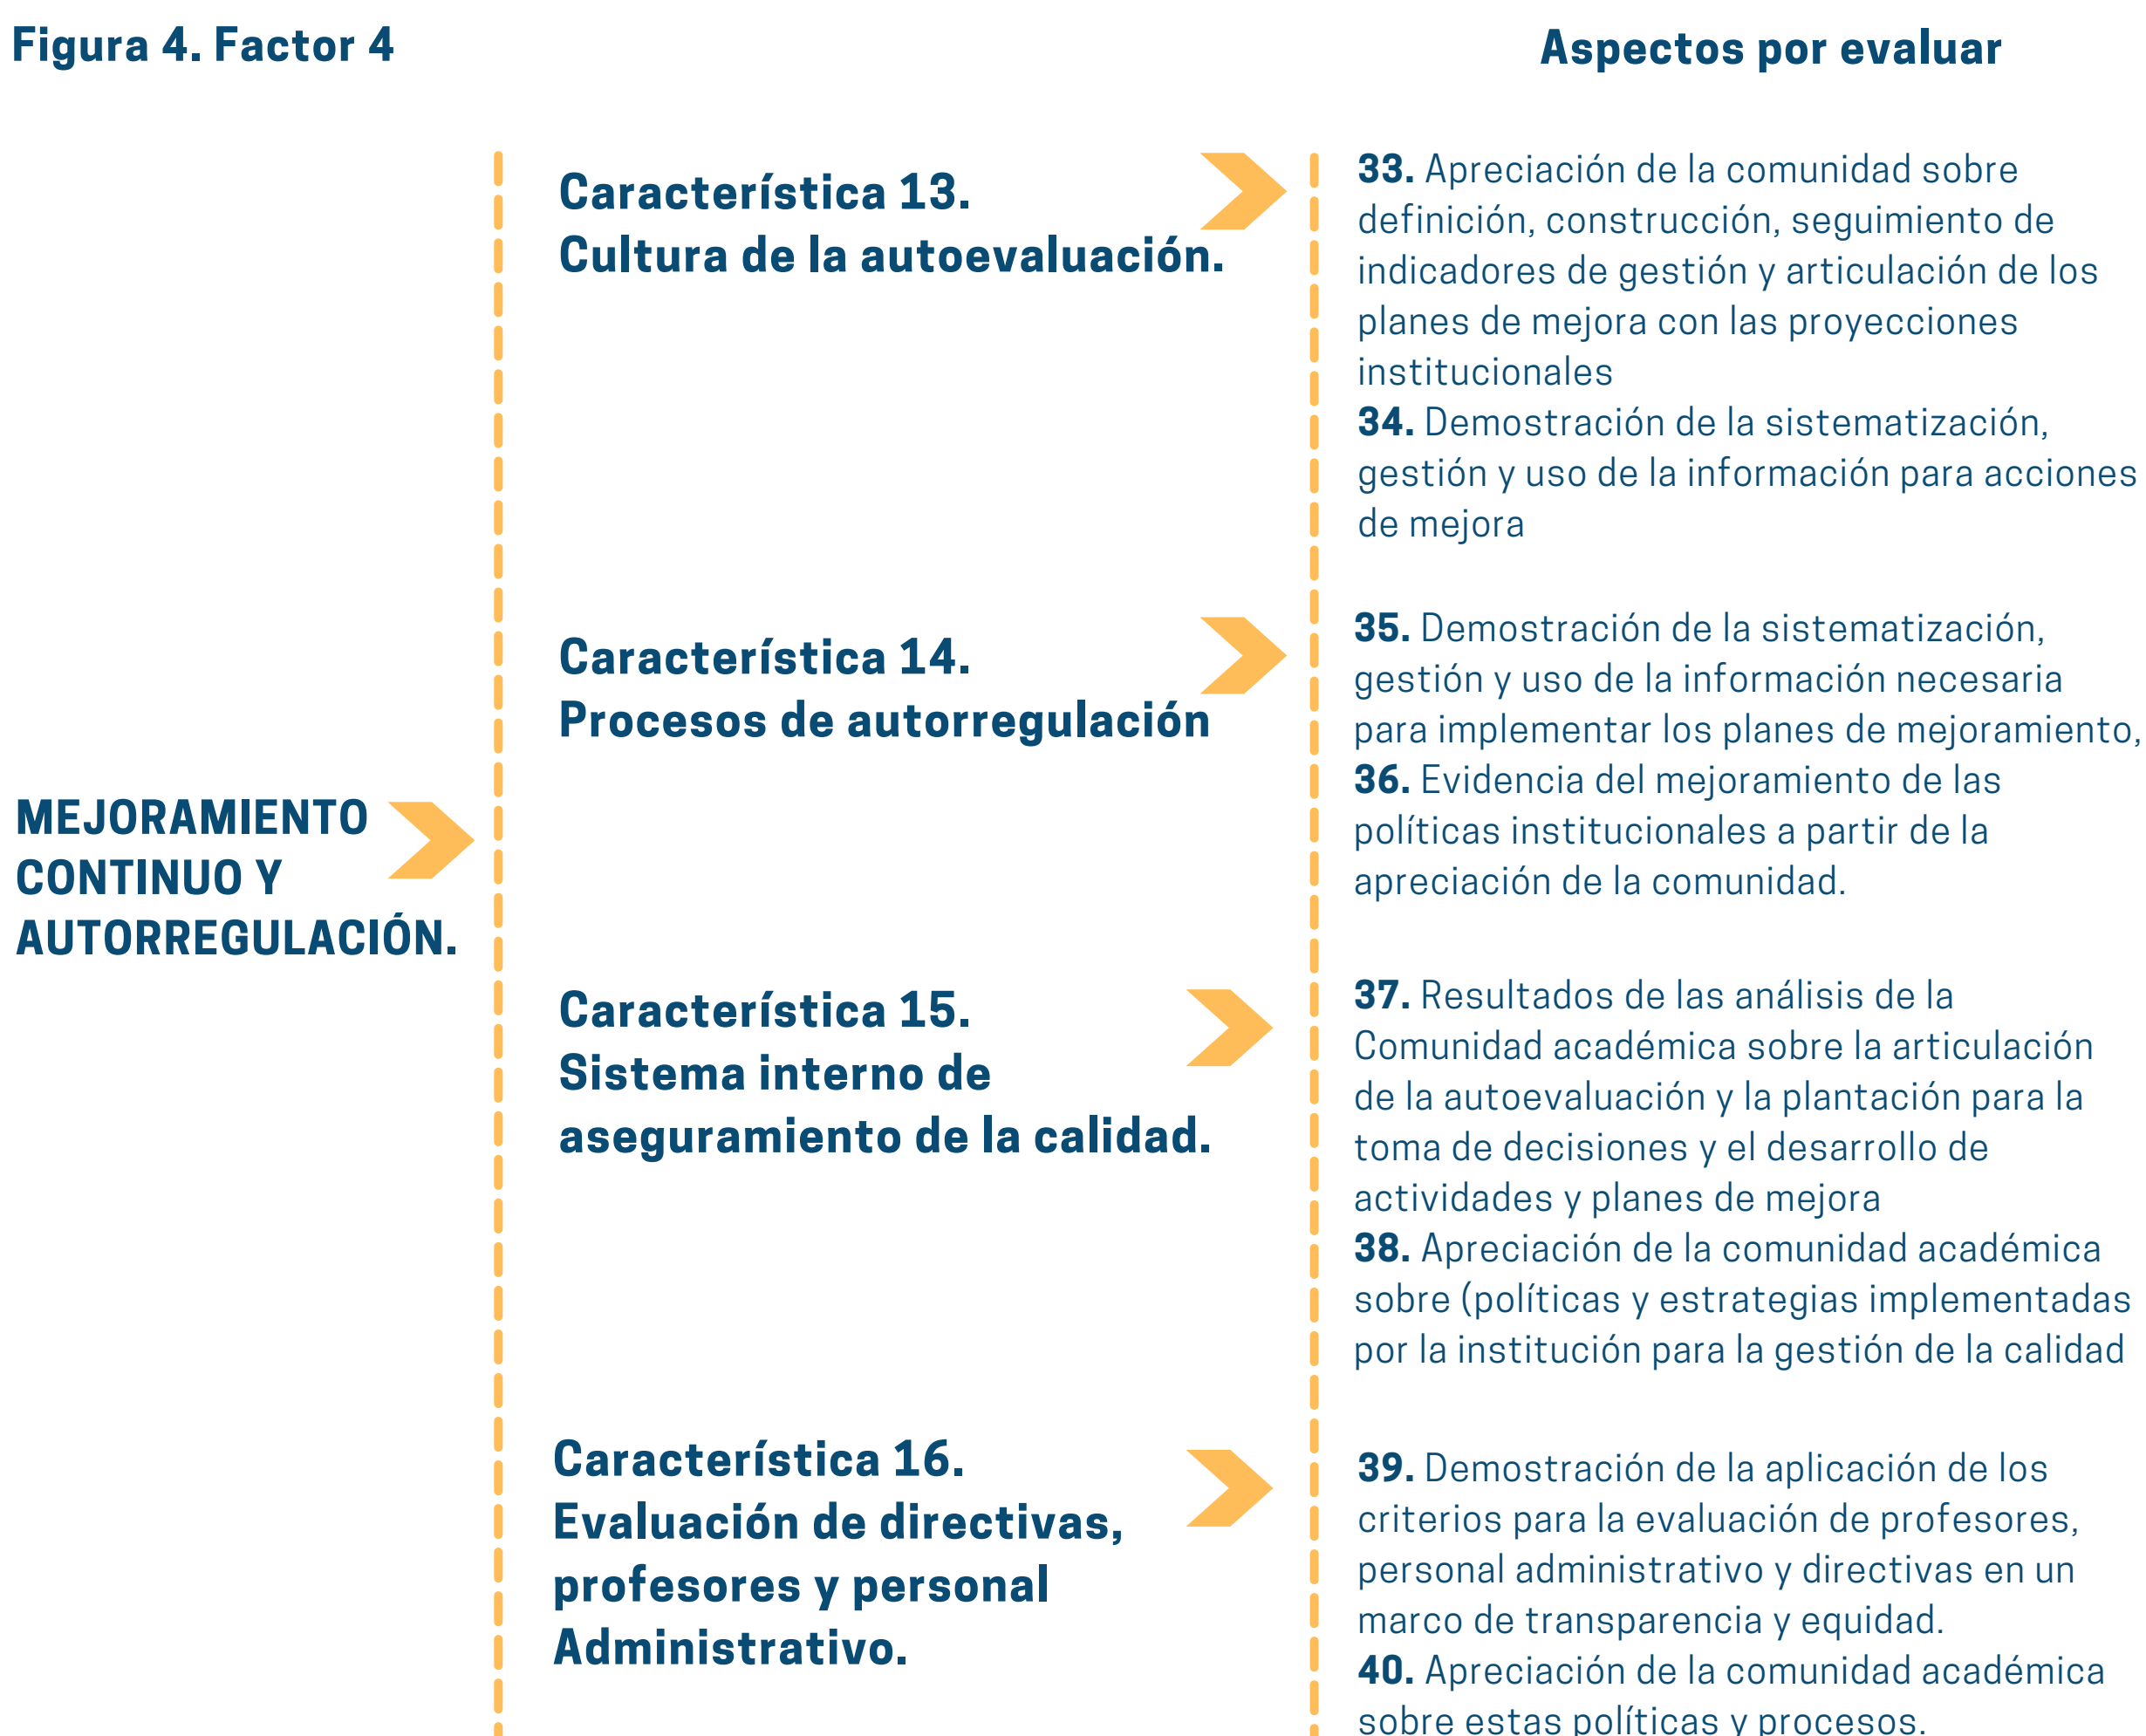 Figura 4. Factor 4
Aspectos por evaluar
MEJORAMIENTO
CONTINUO Y
AUTORREGULACIÓN.
Característica 13.
Cultura de la autoevaluación.
33. Apreciación de la comunidad sobre
definición, construcción, seguimiento de
indicadores de gestión y articulación de los
planes de mejora con las proyecciones
institucionales
34. Demostración de la sistematización,
gestión y uso de la información para acciones
de mejora
Característica 14.
Procesos de autorregulación
35. Demostración de la sistematización,
gestión y uso de la información necesaria
para implementar los planes de mejoramiento,
36. Evidencia del mejoramiento de las
políticas institucionales a partir de la
apreciación de la comunidad.
Característica 15.
Sistema interno de
aseguramiento de la calidad.
37. Resultados de las análisis de la
Comunidad académica sobre la articulación
de la autoevaluación y la plantación para la
toma de decisiones y el desarrollo de
actividades y planes de mejora
38. Apreciación de la comunidad académica
sobre (políticas y estrategias implementadas
por la institución para la gestión de la calidad
Característica 16.
Evaluación de directivas,
profesores y personal
Administrativo.
39. Demostración de la aplicación de los
criterios para la evaluación de profesores,
personal administrativo y directivas en un
marco de transparencia y equidad.
40. Apreciación de la comunidad académica
sobre estas políticas y procesos.